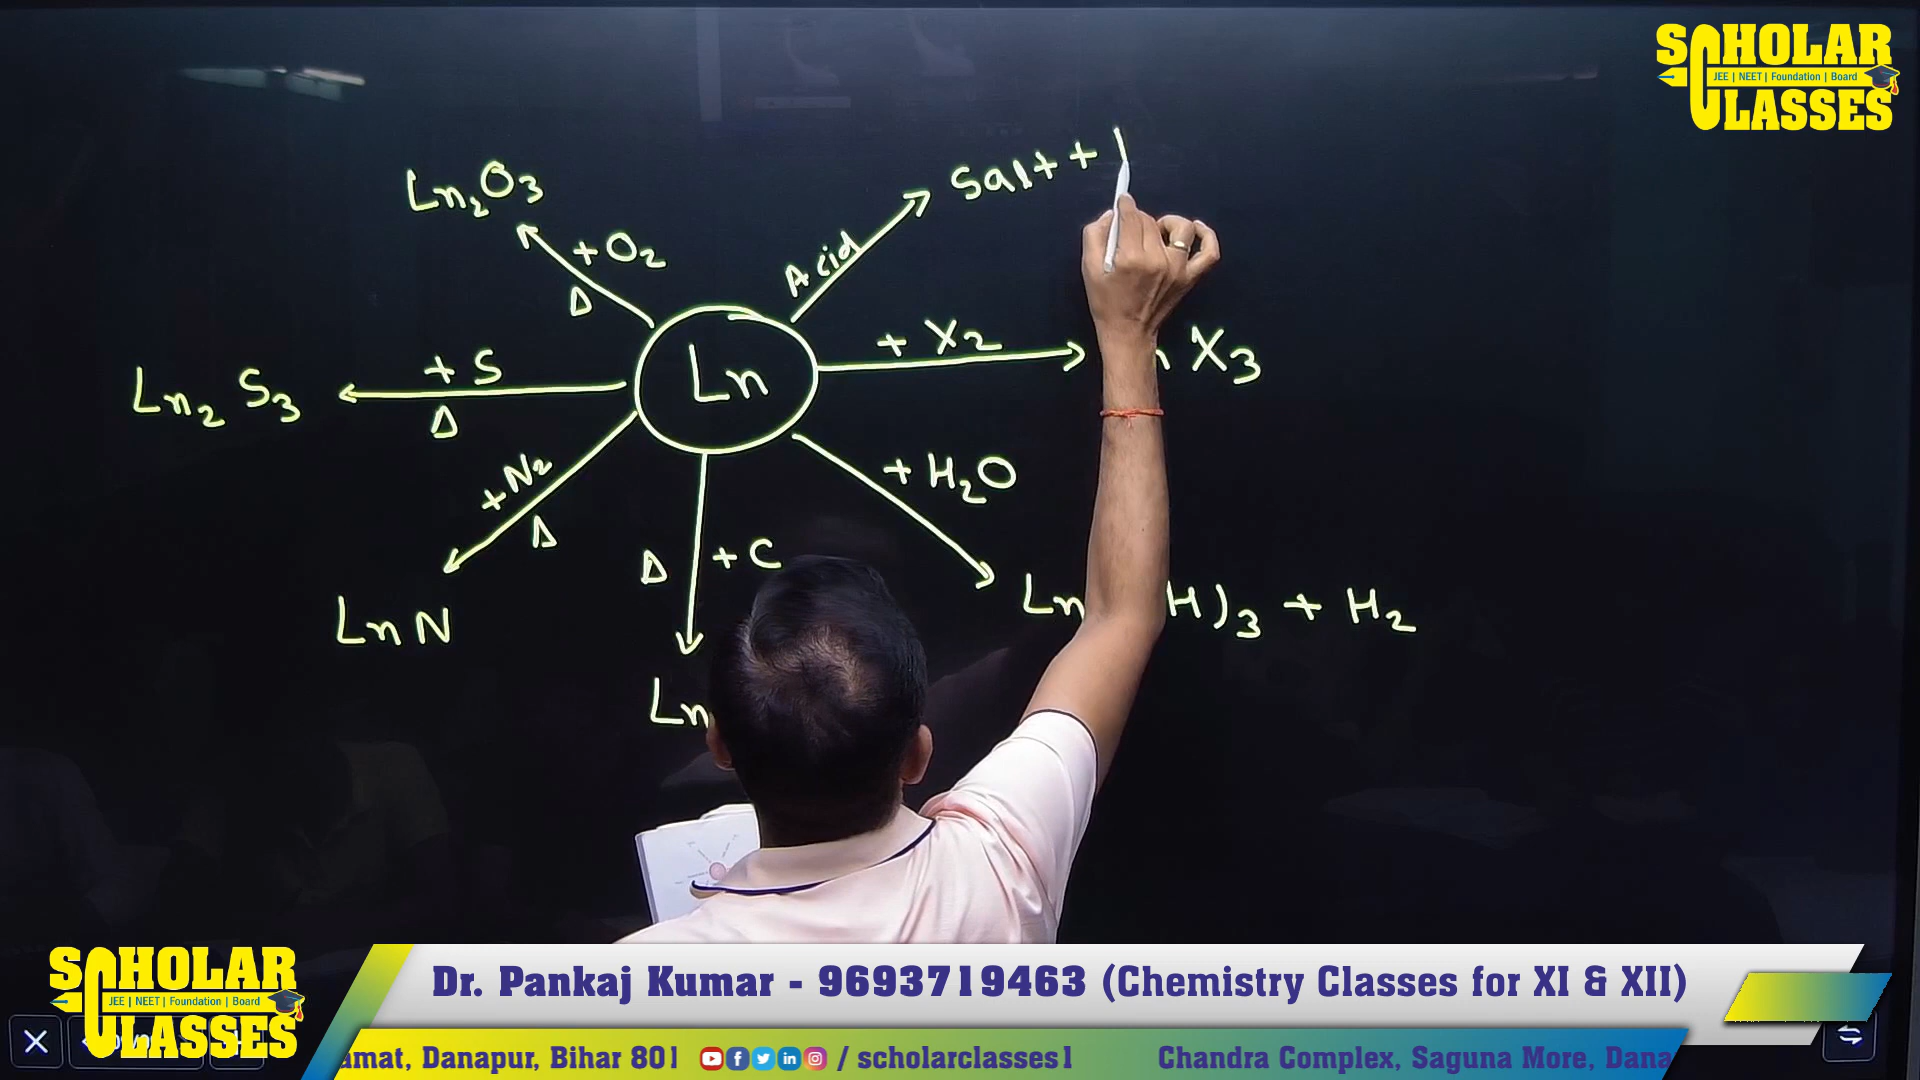 SCHOLAR
JEE | NEET | Foundation | Board
CLASSES
Salt +
Ln₂O₃
+ O₂
Δ
Acid
+ X₂
X₃
+ S
Δ
Ln₂ S₃
Ln
+ N₂
Δ
+ H₂O
Δ + C
Ln H)₃ + H₂
Ln N
Ln
SCHOLAR
JEE | NEET | Foundation | Board
CLASSES
Dr. Pankaj Kumar - 9693719463 (Chemistry Classes for XI & XII)
amat, Danapur, Bihar 801 / scholarclasses1 Chandra Complex, Saguna More, Dana